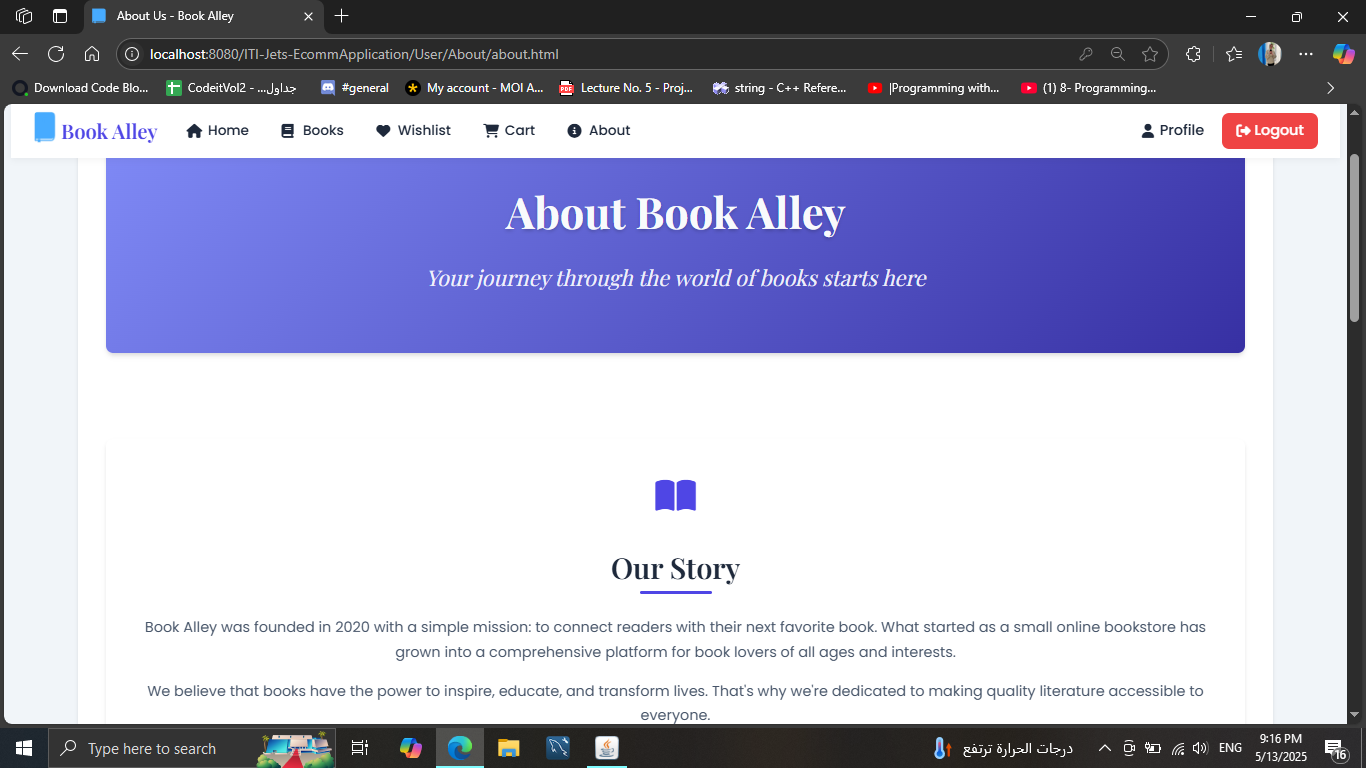 About Us - Book Alley
localhost:8080/ITI-Jets-EcommApplication/User/About/about.html
Download Code Blo...
CodeitVol2 - ...جداول
#general
My account - MOI A...
PDF
Lecture No. 5 - Proj...
string - C++ Refere...
|Programming with...
(1) 8- Programming...
Book Alley
Home
Books
Wishlist
Cart
About
Profile
Logout
About Book Alley
Your journey through the world of books starts here
Our Story
Book Alley was founded in 2020 with a simple mission: to connect readers with their next favorite book. What started as a small online bookstore has
grown into a comprehensive platform for book lovers of all ages and interests.
We believe that books have the power to inspire, educate, and transform lives. That's why we're dedicated to making quality literature accessible to
everyone.
Type here to search
درجات الحرارة ترتفع
ENG
9:16 PM
5/13/2025
16